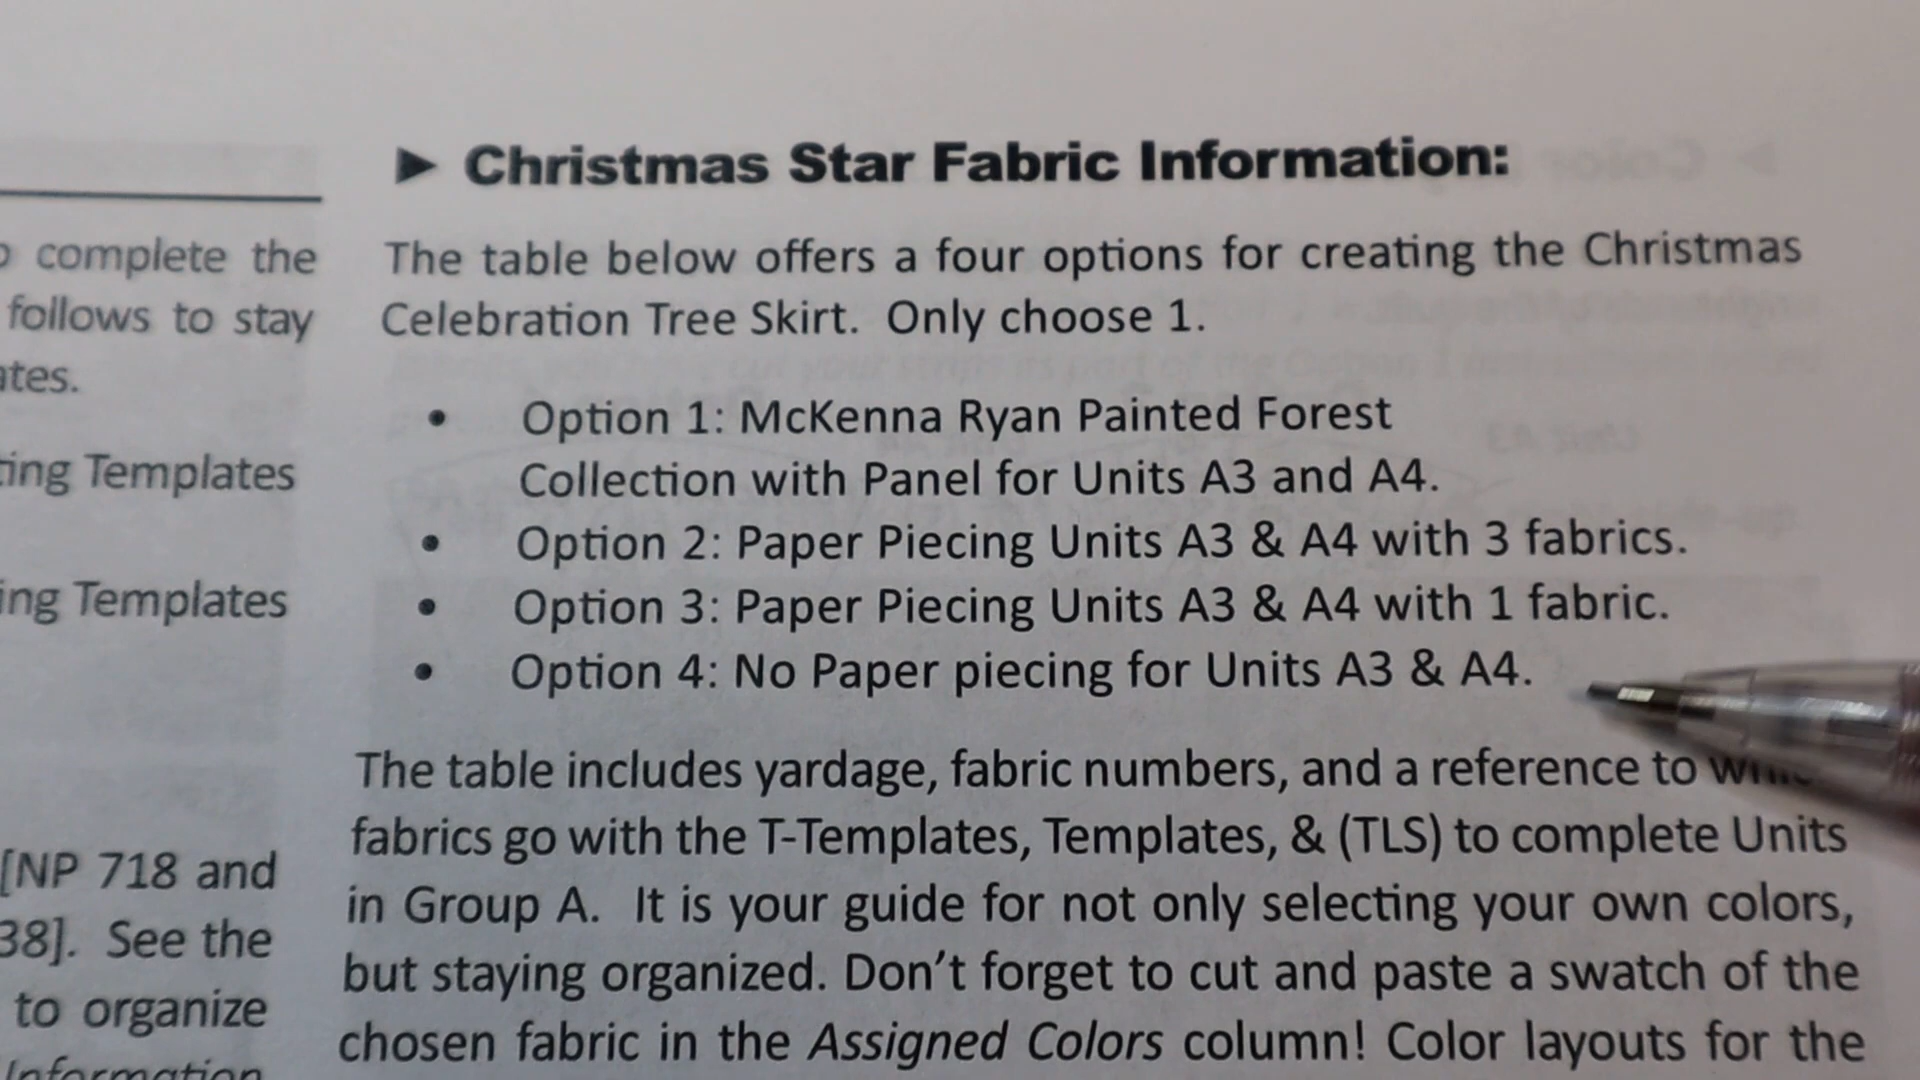 complete the
follows to stay
Templates
Templates
[NP 718 and
38]. See the
to organize
Information
► Christmas Star Fabric Information:
The table below offers a four options for creating the Christmas
Celebration Tree Skirt. Only choose 1.
• Option 1: McKenna Ryan Painted Forest
Collection with Panel for Units A3 and A4.
• Option 2: Paper Piecing Units A3 & A4 with 3 fabrics.
• Option 3: Paper Piecing Units A3 & A4 with 1 fabric.
• Option 4: No Paper piecing for Units A3 & A4.
The table includes yardage, fabric numbers, and a reference to
fabrics go with the T-Templates, Templates, & (TLS) to complete Units
in Group A. It is your guide for not only selecting your own colors,
but staying organized. Don't forget to cut and paste a swatch of the
chosen fabric in the Assigned Colors column! Color layouts for the